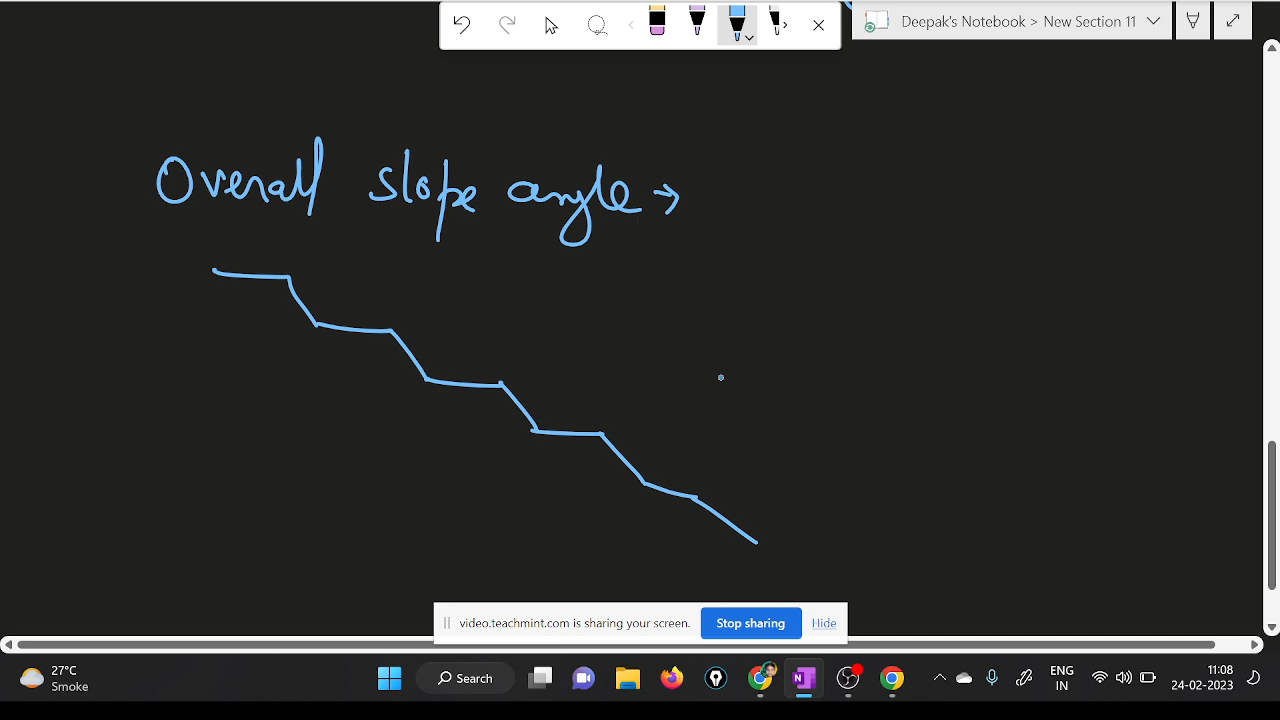 Deepak's Notebook > New Section 11
Overall slope angle →
video.teachmint.com is sharing your screen.
Stop sharing
Hide
27°C
Smoke
Search
ENG
IN
11:08
24-02-2023